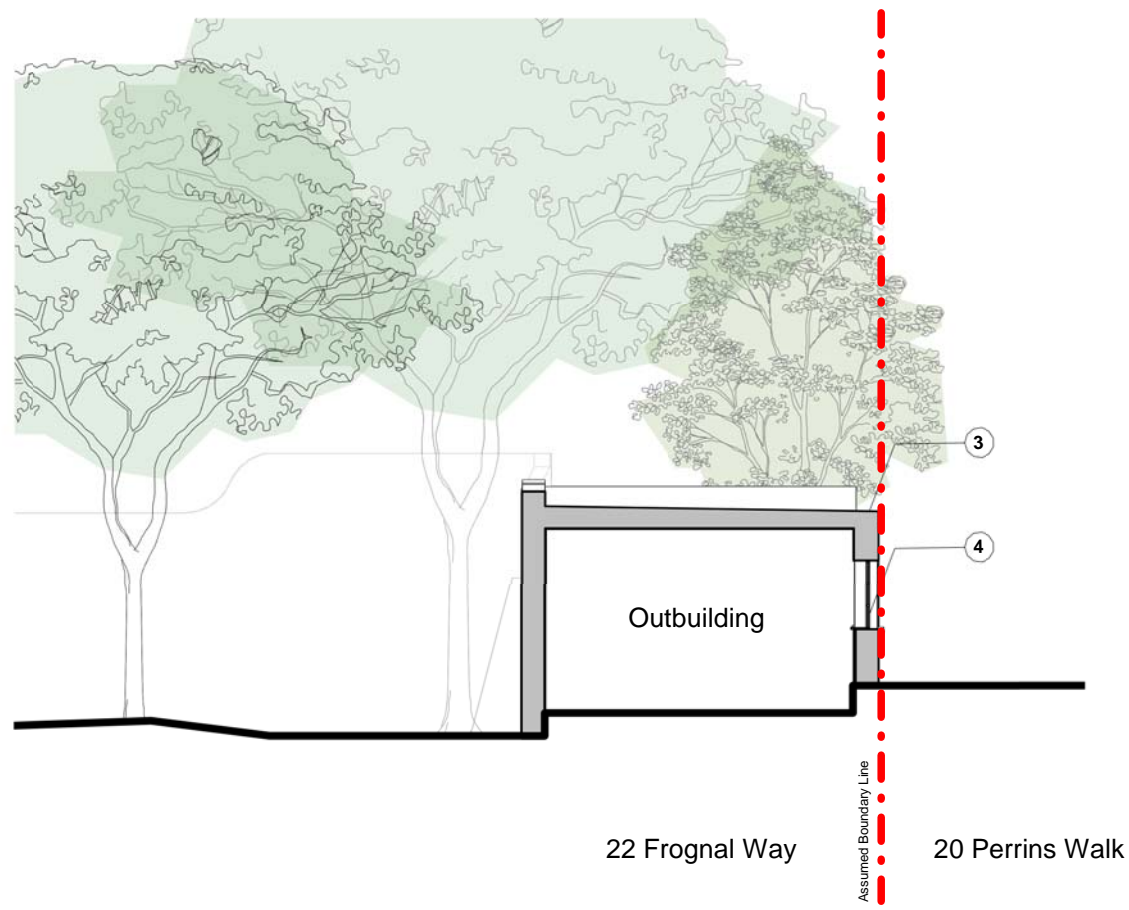 3
4
Outbuilding
Assumed Boundary Line
22 Frognal Way
20 Perrins Walk